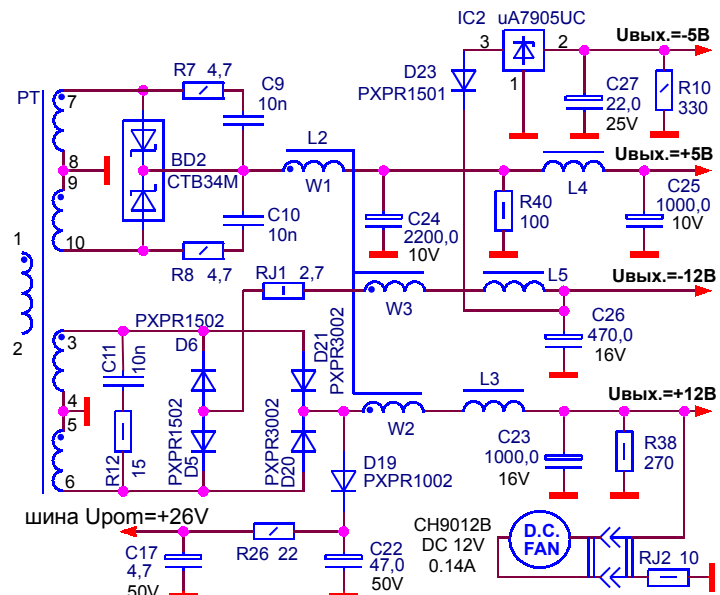 IC2 uA7905UC
Uвых.=-5В
3
2
1
D23
PXPR1501
C27
22,0
25V
R10
330
R7 4,7
C9
10n
PT
7
8
9
10
BD2
CTB34M
L2
W1
Uвых.=+5В
C10
10n
R8 4,7
C24
2200,0
10V
R40
100
L4
C25
1000,0
10V
1
2
RJ1 2,7
W3
L5
Uвых.=-12В
C26
470,0
16V
PXPR1502
3
4
5
6
C11
10n
R12
15
D6
PXPR1502
D5
D21
PXPR3002
PXPR3002
D20
W2
L3
Uвых.=+12В
C23
1000,0
16V
R38
270
D19
PXPR1002
шина Upom=+26V
C17
4,7
50V
R26 22
C22
47,0
50V
CH9012B
DC 12V
0.14A
D.C.
FAN
RJ2 10